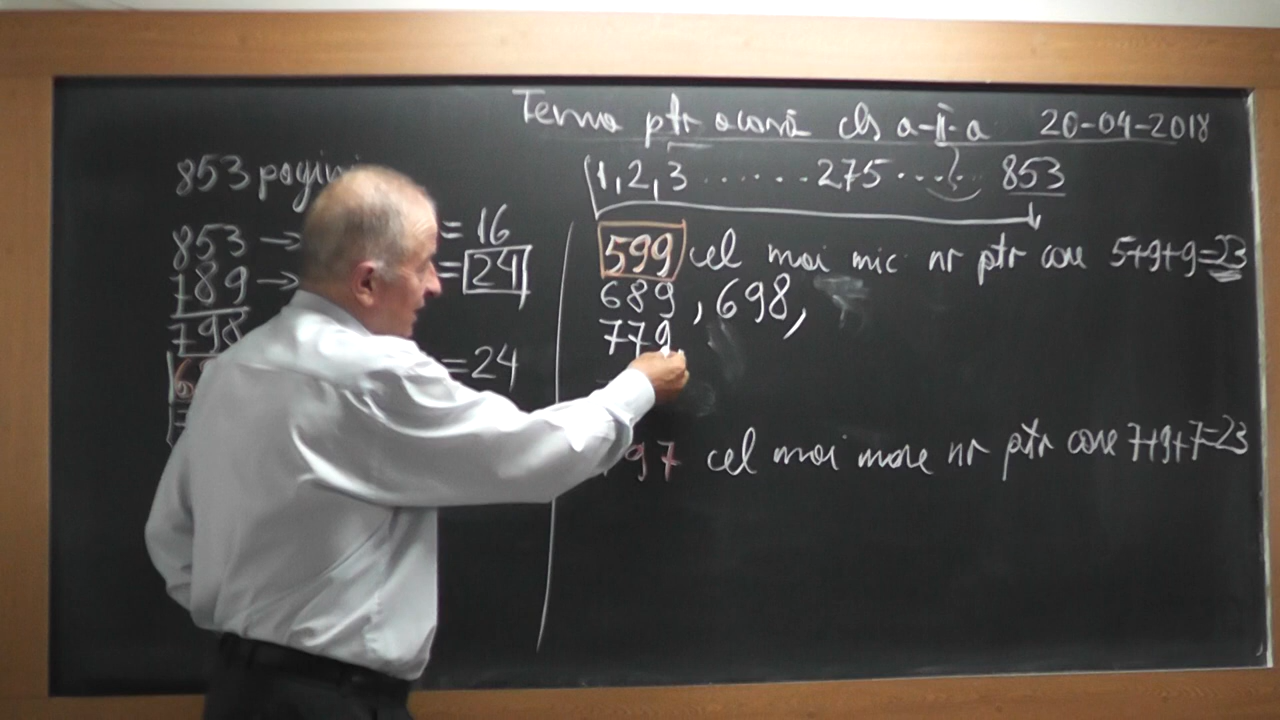 Tema ptr acasă cls a-II-a 20-04-2018
853 pagini
1, 2, 3 ....... 275 ..... 853
853 → = 16
789 → = 24
798
= 24
599 cel mai mic nr ptr care 5+9+9=23
689, 698,
779
97 cel mai mare nr ptr care 7+9+7=23